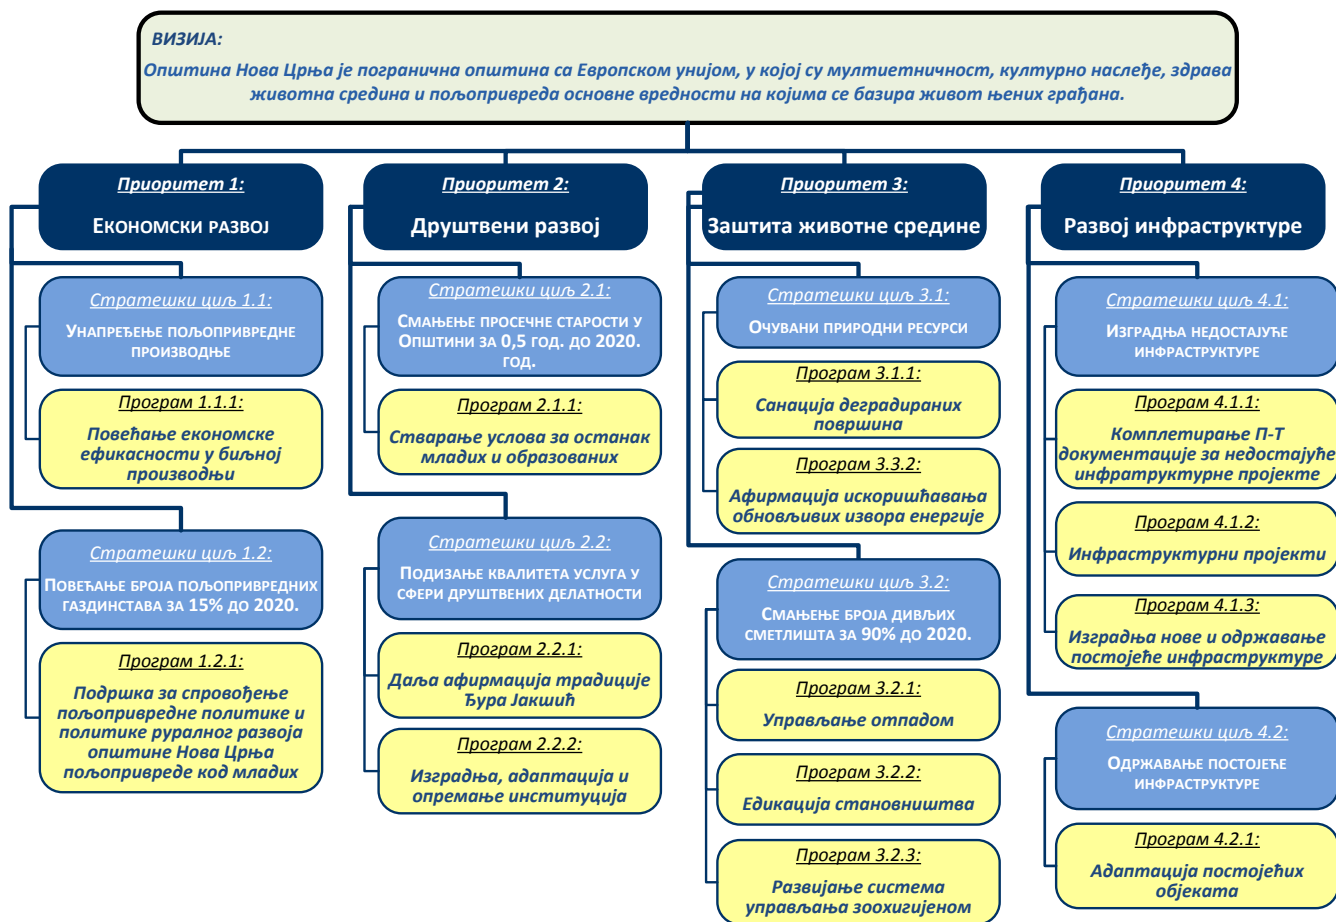 ВИЗИЈА:
Општина Нова Црња је погранична општина са Европском унијом, у којој су мултиетничност, културно наслеђе, здрава
животна средина и пољопривреда основне вредности на којима се базира живот њених грађана.
Приоритет 1:
ЕКОНОМСКИ РАЗВОЈ
Стратешки циљ 1.1:
УНАПРЕЂЕЊЕ ПОЉОПРИВРЕДНЕ
ПРОИЗВОДЊЕ
Програм 1.1.1:
Повећање економске
ефикасности у биљној
производњи
Стратешки циљ 1.2:
ПОВЕЋАЊЕ БРОЈА ПОЉОПРИВРЕДНИХ
ГАЗДИНСТАВА ЗА 15% ДО 2020.
Програм 1.2.1:
Подршка за спровођење
пољопривредне политике и
политике руралног развоја
општине Нова Црња
пољопривреде код младих
Приоритет 2:
Друштвени развој
Стратешки циљ 2.1:
СМАЊЕЊЕ ПРОСЕЧНЕ СТАРОСТИ У
ОПШТИНИ ЗА 0,5 ГОД. ДО 2020.
ГОД.
Програм 2.1.1:
Стварање услова за останак
младих и образованих
Стратешки циљ 2.2:
ПОДИЗАЊЕ КВАЛИТЕТА УСЛУГА У
СФЕРИ ДРУШТВЕНИХ ДЕЛАТНОСТИ
Програм 2.2.1:
Даља афирмација традиције
Ђура Јакшић
Програм 2.2.2:
Изградња, адаптација и
опремање институција
Приоритет 3:
Заштита животне средине
Стратешки циљ 3.1:
ОЧУВАНИ ПРИРОДНИ РЕСУРСИ
Програм 3.1.1:
Санација деградираних
површина
Програм 3.3.2:
Афирмација искоришћавања
обновљивих извора енергије
Стратешки циљ 3.2:
СМАЊЕЊЕ БРОЈА ДИВЉИХ
СМЕТЛИШТА ЗА 90% ДО 2020.
Програм 3.2.1:
Управљање отпадом
Програм 3.2.2:
Едикација становништва
Програм 3.2.3:
Развијање система
управљања зоохигијеном
Приоритет 4:
Развој инфраструктуре
Стратешки циљ 4.1:
ИЗГРАДЊА НЕДОСТАЈУЋЕ
ИНФРАСТРУКТУРЕ
Програм 4.1.1:
Комплетирање П-Т
документације за недостајуће
инфратруктурне пројекте
Програм 4.1.2:
Инфраструктурни пројекти
Програм 4.1.3:
Изградња нове и одржавање
постојеће инфраструктуре
Стратешки циљ 4.2:
ОДРЖАВАЊЕ ПОСТОЈЕЋЕ
ИНФРАСТРУКТУРЕ
Програм 4.2.1:
Адаптација постојећих
објеката